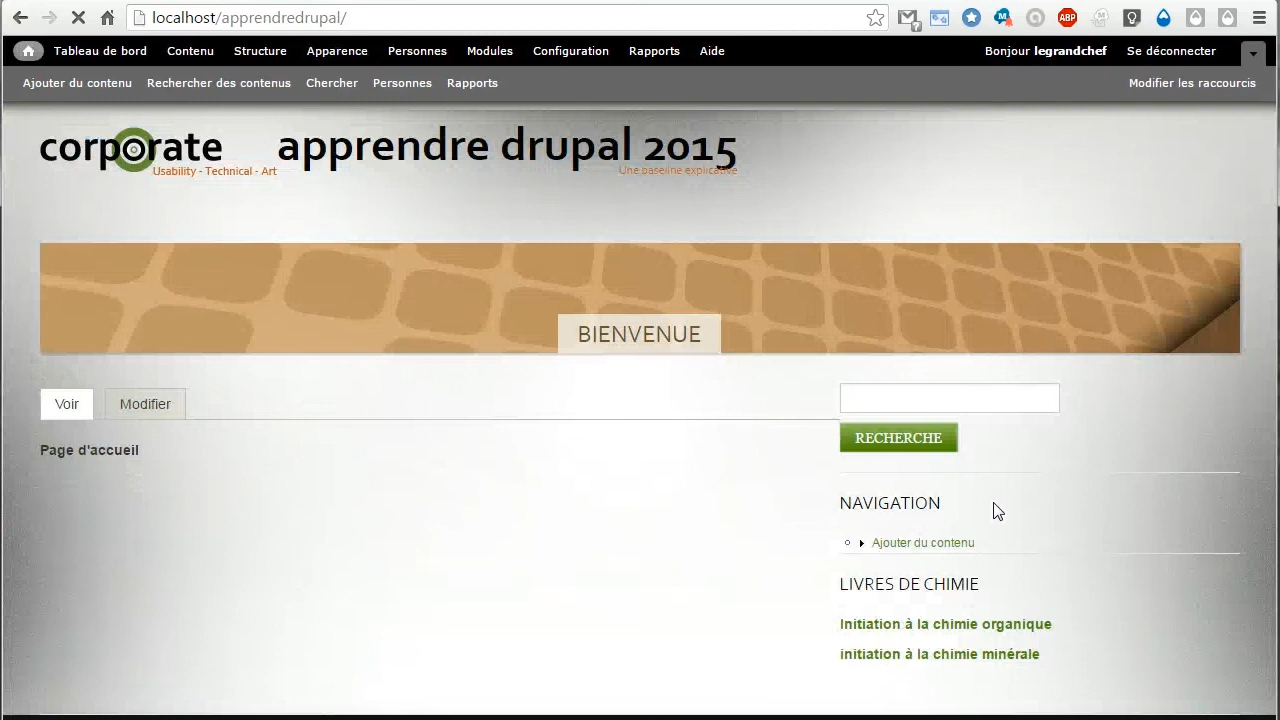 localhost/apprendredrupal/
ABP
?
Tableau de bord Contenu Structure Apparence Personnes Modules Configuration Rapports Aide Bonjour legrandchef Se déconnecter
Ajouter du contenu Rechercher des contenus Chercher Personnes Rapports Modifier les raccourcis
corporate apprendre drupal 2015
Usability - Technical - Art Une baseline explicative
BIENVENUE
Voir Modifier
Page d'accueil
RECHERCHE
NAVIGATION
Ajouter du contenu
LIVRES DE CHIMIE
Initiation à la chimie organique
initiation à la chimie minérale